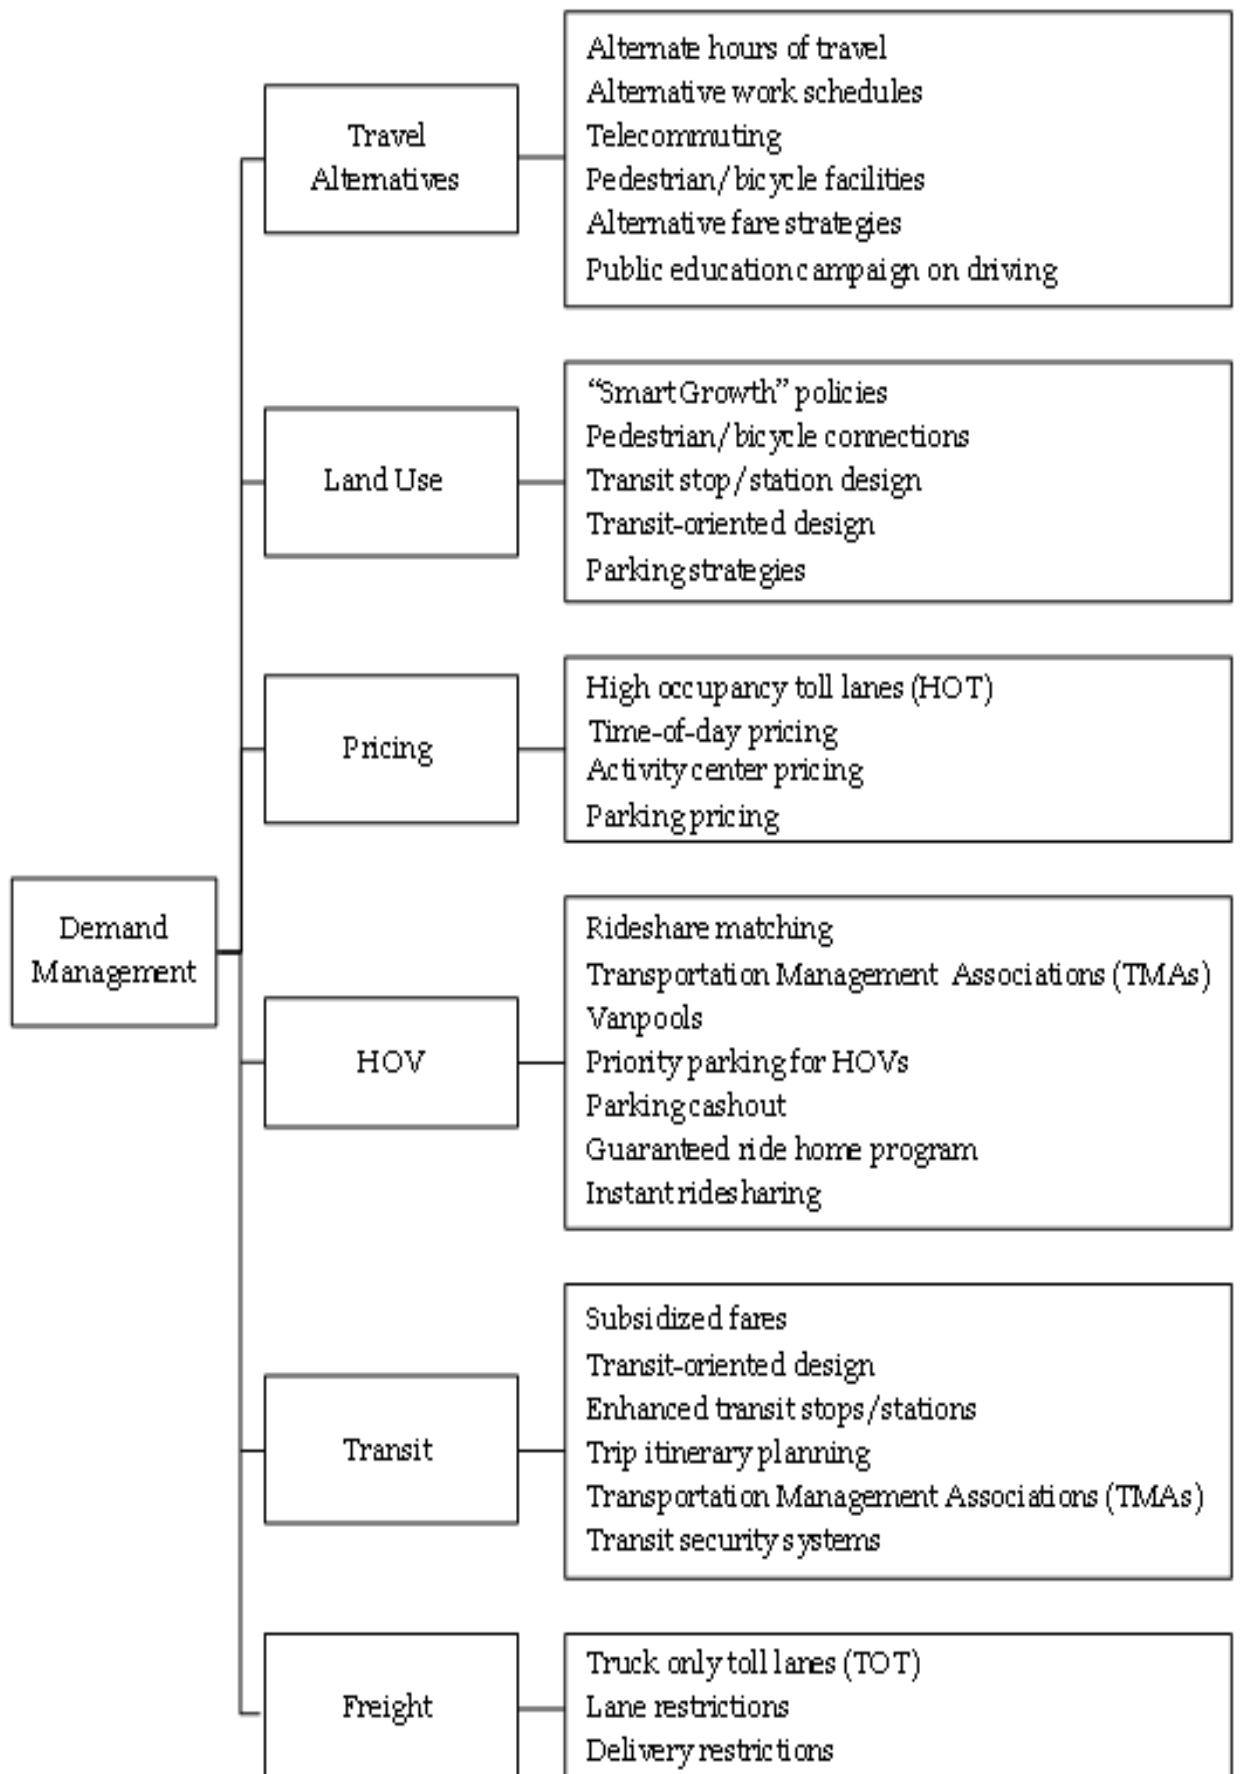 Travel
Alternatives
Alternate hours of travel
Alternative work schedules
Telecommuting
Pedestrian/bicycle facilities
Alternative fare strategies
Public education campaign on driving
Land Use
“Smart Growth” policies
Pedestrian/bicycle connections
Transit stop/station design
Transit-oriented design
Parking strategies
Pricing
High occupancy toll lanes (HOT)
Time-of-day pricing
Activity center pricing
Parking pricing
Demand
Management
HOV
Rideshare matching
Transportation Management Associations (TMAs)
Vanpools
Priority parking for HOVs
Parking cashout
Guaranteed ride home program
Instant ridesharing
Transit
Subsidized fares
Transit-oriented design
Enhanced transit stops/stations
Trip itinerary planning
Transportation Management Associations (TMAs)
Transit security systems
Freight
Truck only toll lanes (TOT)
Lane restrictions
Delivery restrictions